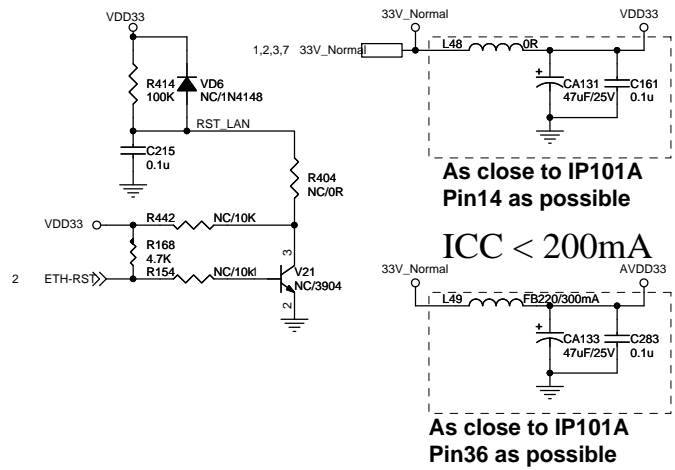 VDD33
R414
100K
VD6
NC/1N4148
RST_LAN
C215
0.1u
R404
NC/0R
VDD33
R442
NC/10K
R168
4.7K
2
ETH-RST
R154
NC/10k
1
3
V21
NC/3904
2
33V_Normal
VDD33
1,2,3,7
33V_Normal
L48
0R
+
CA131
47uF/25V
C161
0.1u
As close to IP101A
Pin14 as possible
ICC < 200mA
33V_Normal
AVDD33
L49
FB220/300mA
+
CA133
47uF/25V
C283
0.1u
As close to IP101A
Pin36 as possible